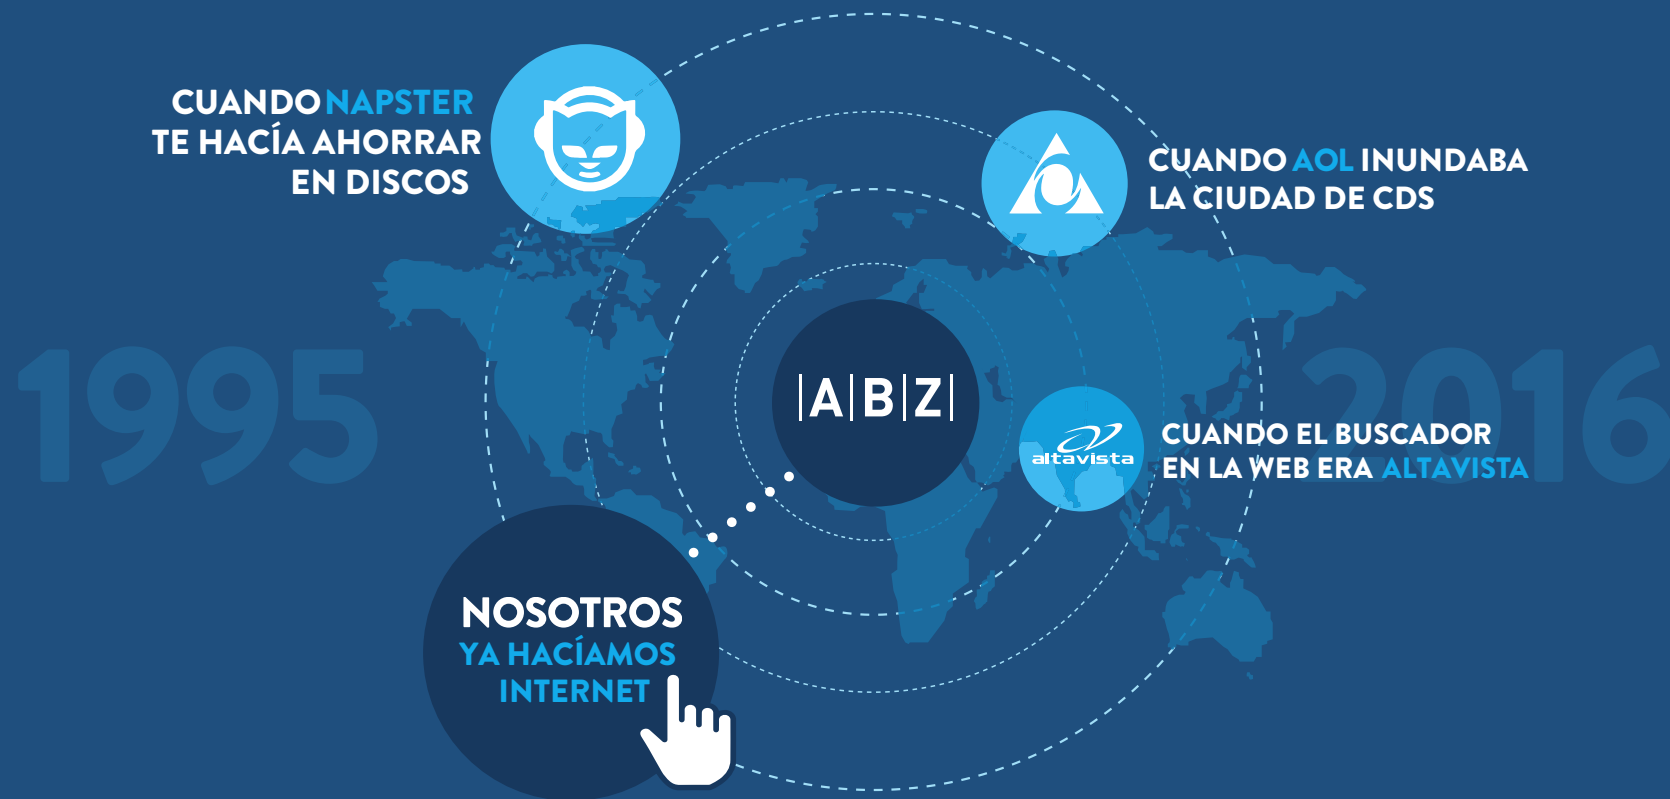 CUANDO NAPSTER
TE HACÍA AHORRAR
EN DISCOS
CUANDO AOL INUNDABA
LA CIUDAD DE CDS
1995
|A|B|Z|
2016
altavista
CUANDO EL BUSCADOR
EN LA WEB ERA ALTAVISTA
NOSOTROS
YA HACÍAMOS
INTERNET